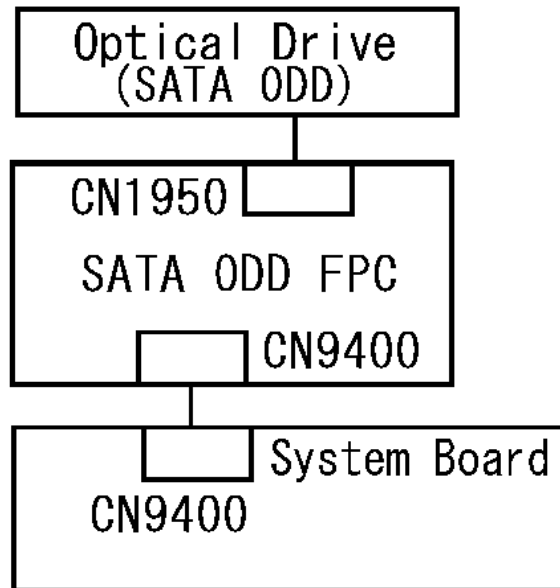 Optical Drive
(SATA ODD)
CN1950
SATA ODD FPC
CN9400
System Board
CN9400